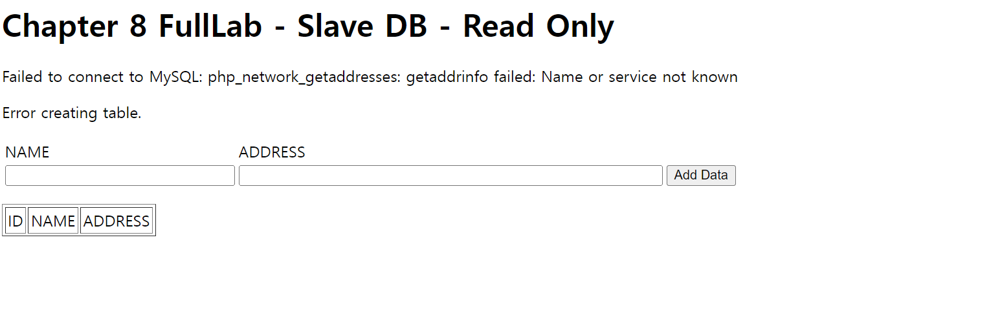 Chapter 8 FullLab - Slave DB - Read Only
Failed to connect to MySQL: php_network_getaddresses: getaddrinfo failed: Name or service not known
Error creating table.
NAME ADDRESS
Add Data
ID NAME ADDRESS